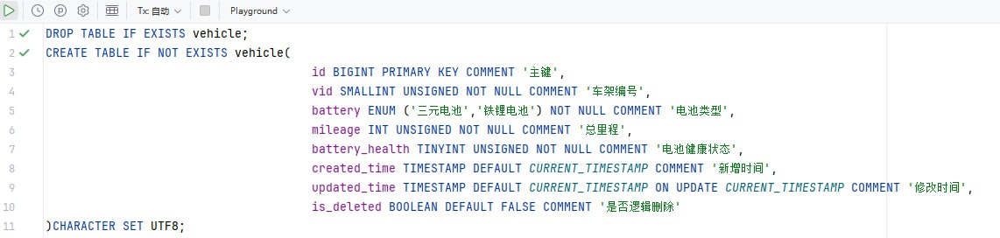 Tx: 自动 Playground
1 DROP TABLE IF EXISTS vehicle;
2 CREATE TABLE IF NOT EXISTS vehicle(
3 id BIGINT PRIMARY KEY COMMENT '主键',
4 vid SMALLINT UNSIGNED NOT NULL COMMENT '车架编号',
5 battery ENUM ('三元电池','铁锂电池') NOT NULL COMMENT '电池类型',
6 mileage INT UNSIGNED NOT NULL COMMENT '总里程',
7 battery_health TINYINT UNSIGNED NOT NULL COMMENT '电池健康状态',
8 created_time TIMESTAMP DEFAULT CURRENT_TIMESTAMP COMMENT '新增时间',
9 updated_time TIMESTAMP DEFAULT CURRENT_TIMESTAMP ON UPDATE CURRENT_TIMESTAMP COMMENT '修改时间',
10 is_deleted BOOLEAN DEFAULT FALSE COMMENT '是否逻辑删除'
11 )CHARACTER SET UTF8;